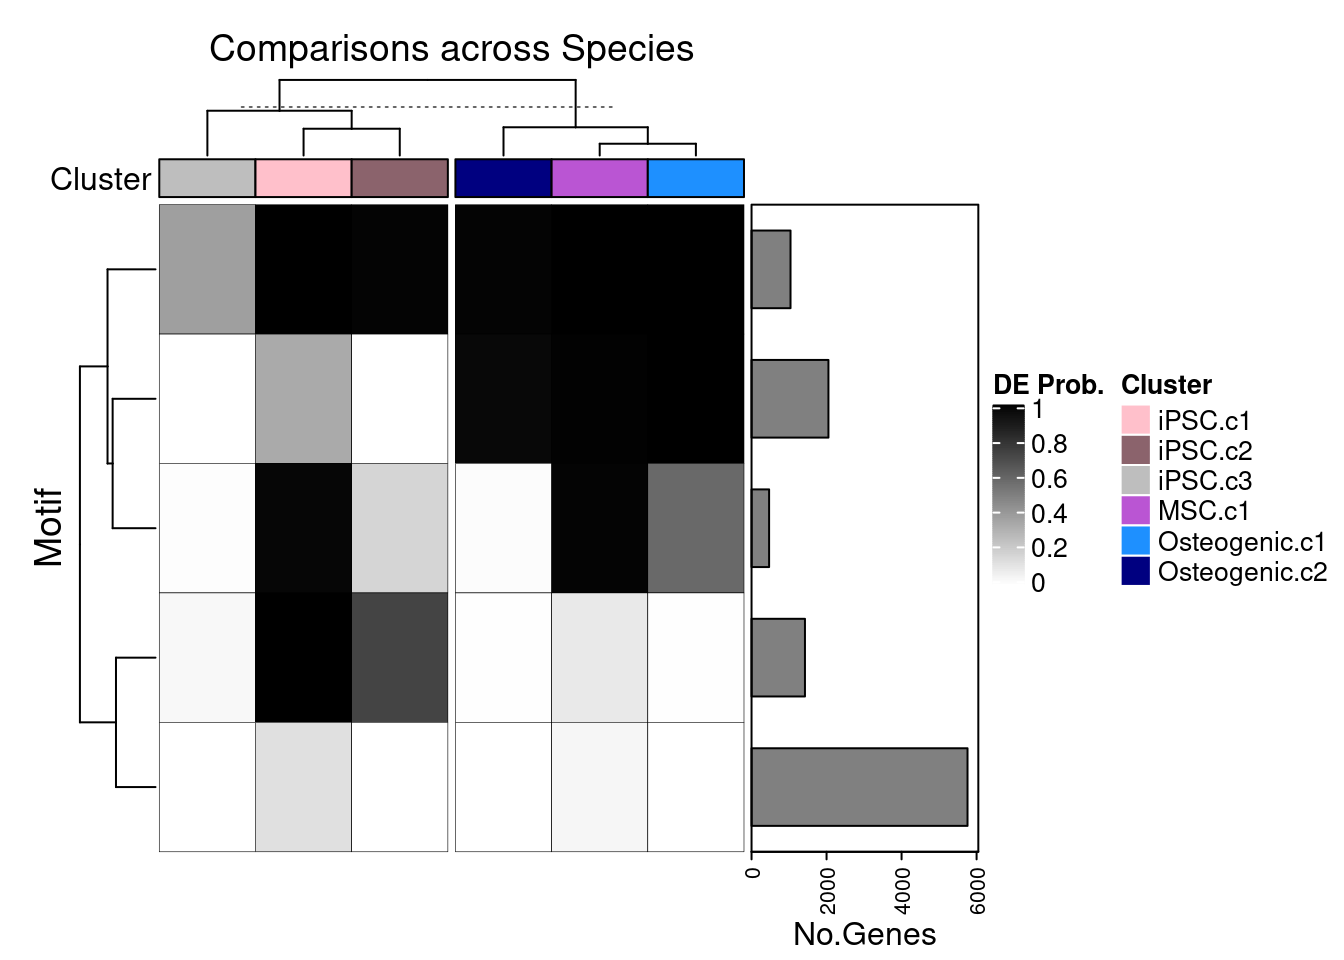 Comparisons across Species
Cluster
Motif
DE Prob.
1
0.8
0.6
0.4
0.2
0
Cluster
iPSC.c1
iPSC.c2
iPSC.c3
MSC.c1
Osteogenic.c1
Osteogenic.c2
0
2000
4000
6000
No.Genes